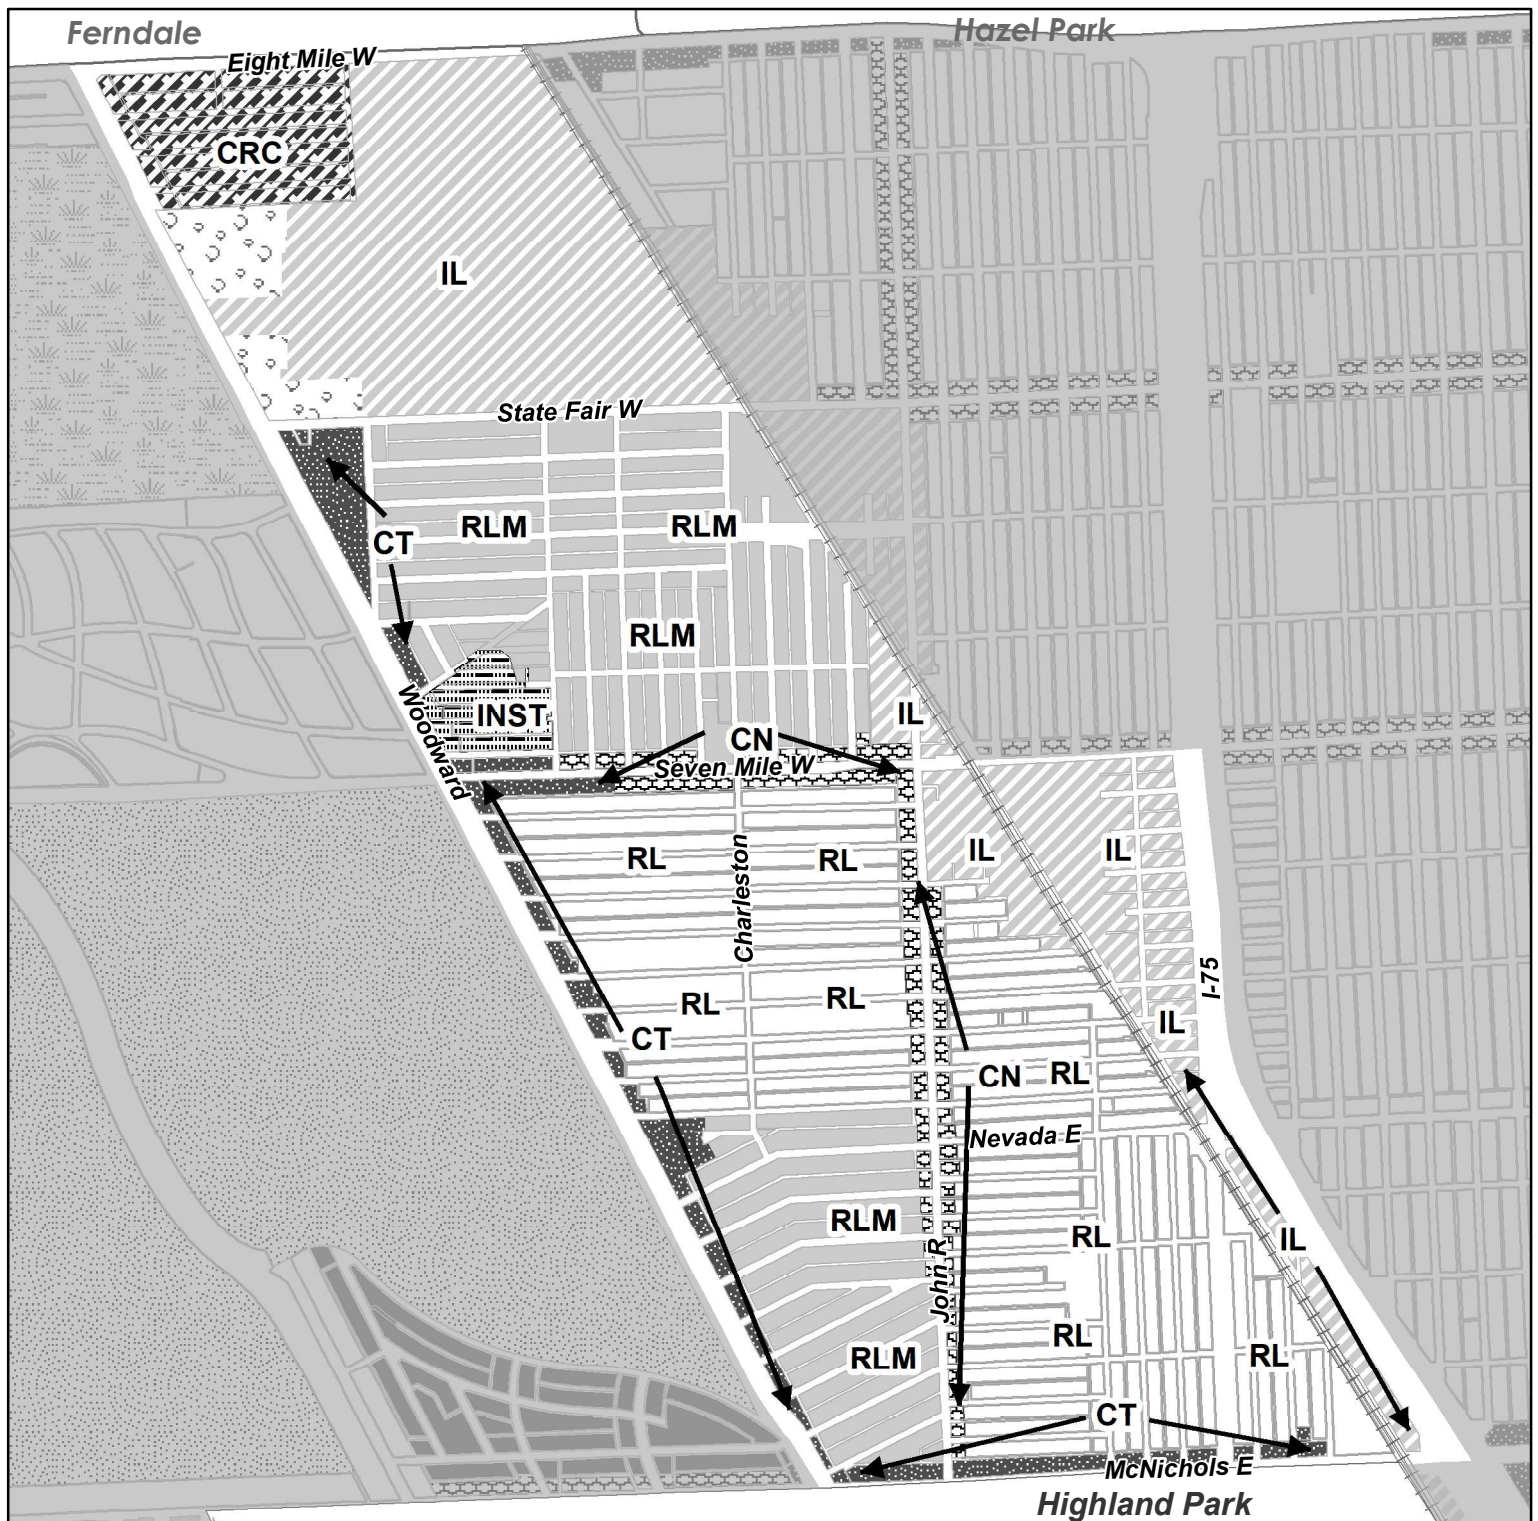 Ferndale
Hazel Park
Eight Mile W
CRC
IL
State Fair W
CT
RLM
RLM
RLM
INST
Woodward
IL
CN
Seven Mile W
RL
RL
IL
IL
Charleston
RL
RL
I-75
IL
CT
CN
RL
Nevada E
RLM
RL
IL
John R
RL
RLM
RL
CT
McNichols E
Highland Park